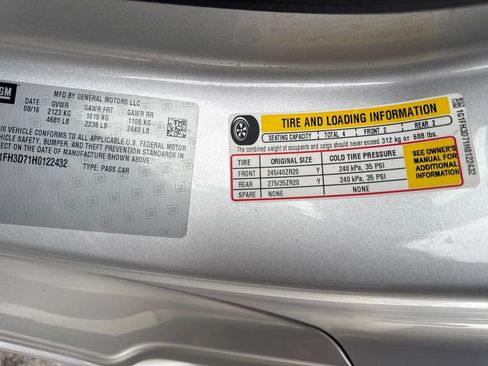 GM
MFG BY GENERAL MOTORS LLC
DATE GVWR GAWR FRT GAWR RR
08/16 2123 KG 1015 KG 1108 KG
4681 LB 2238 LB 2443 LB
VEHICLE CONFORMS TO ALL APPLICABLE U.S. FEDERAL MOTOR
VEHICLE SAFETY, BUMPER, AND THEFT PREVENTION STANDARDS IN
EFFECT ON THE DATE OF MANUFACTURE SHOWN ABOVE.
1FH3D71H0122432
TYPE: PASS CAR
TIRE AND LOADING INFORMATION
SEATING CAPACITY: TOTAL 4 FRONT 2 REAR 2
The combined weight of occupants and cargo should never exceed 312 kg or 688 lbs.
TIRE ORIGINAL SIZE COLD TIRE PRESSURE
FRONT 245/40ZR20 Y 240 kPa, 35 PSI
REAR 275/35ZR20 Y 240 kPa, 35 PSI
SPARE NONE NONE
SEE OWNER'S
MANUAL FOR
ADDITIONAL
INFORMATION
1G1FH3D71H0122432